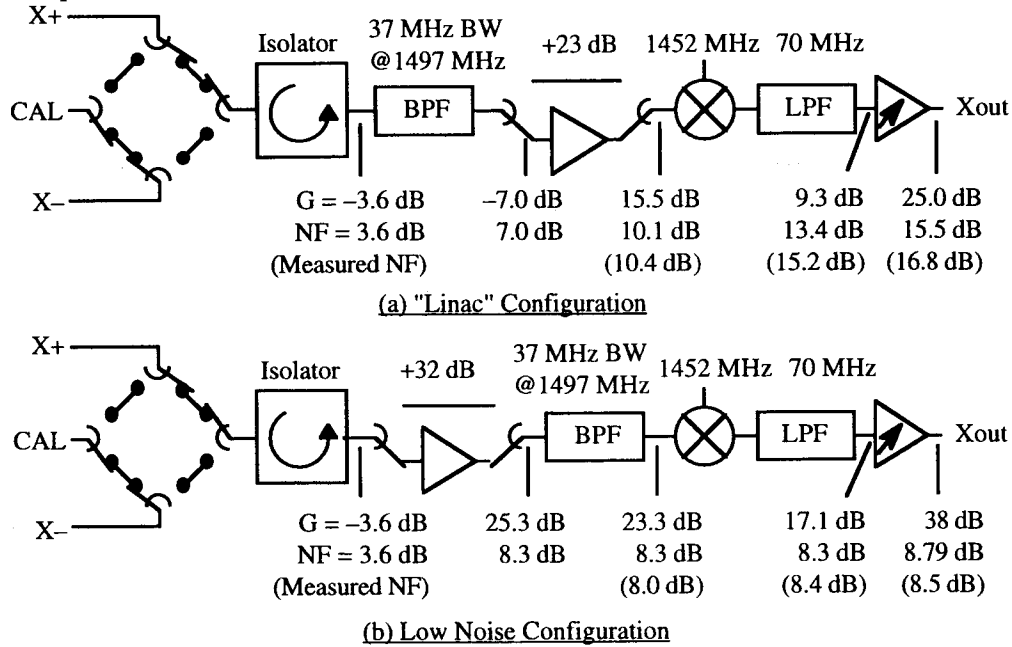 X+
Isolator
37 MHz BW
@1497 MHz
+23 dB
1452 MHz 70 MHz
CAL
BPF
LPF
Xout
X–
G = –3.6 dB –7.0 dB 15.5 dB 9.3 dB 25.0 dB
NF = 3.6 dB 7.0 dB 10.1 dB 13.4 dB 15.5 dB
(Measured NF) (10.4 dB) (15.2 dB) (16.8 dB)
(a) "Linac" Configuration
X+
Isolator
+32 dB
37 MHz BW
@1497 MHz
1452 MHz 70 MHz
CAL
BPF
LPF
Xout
X–
G = –3.6 dB 25.3 dB 23.3 dB 17.1 dB 38 dB
NF = 3.6 dB 8.3 dB 8.3 dB 8.3 dB 8.79 dB
(Measured NF) (8.0 dB) (8.4 dB) (8.5 dB)
(b) Low Noise Configuration